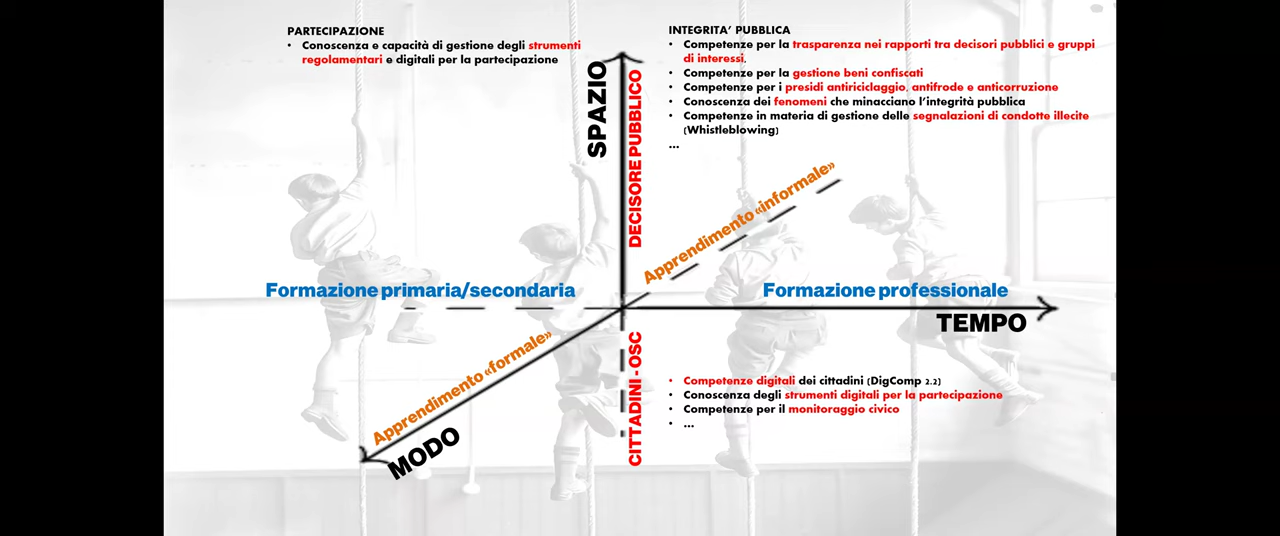 PARTECIPAZIONE
• Conoscenza e capacità di gestione degli strumenti
regolamentari e digitali per la partecipazione
INTEGRITA’ PUBBLICA
• Competenze per la trasparenza nei rapporti tra decisori pubblici e gruppi
di interessi.
• Competenze per la gestione beni confiscati
• Competenze per i presidi antiriciclaggio, antifrode e anticorruzione
• Conoscenza dei fenomeni che minacciano l’integrità pubblica
• Competenze in materia di gestione delle segnalazioni di condotte illecite
(Whistleblowing)
...
SPAZIO
DECISORE PUBBLICO
Apprendimento «informale»
Formazione primaria/secondaria
Formazione professionale
TEMPO
Apprendimento «formale»
MODO
CITTADINI - OSC
• Competenze digitali dei cittadini (DigComp 2.2)
• Conoscenza degli strumenti digitali per la partecipazione
• Competenze per il monitoraggio civico
• ...